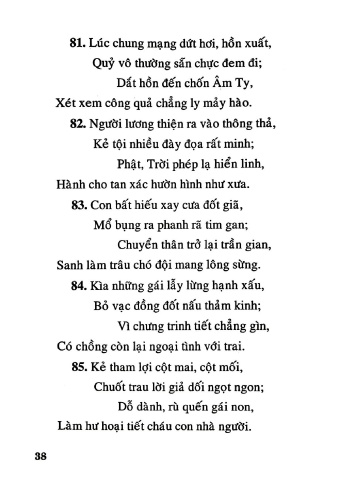 81. Lúc chung mạng dứt hơi, hồn xuất,
Quỷ vô thường sẵn chực đem đi;
Dắt hồn đến chốn Âm Ty,
Xét xem công quả chẳng ly mảy hào.
82. Người lương thiện ra vào thông thả,
Kẻ tội nhiều đày đọa rất minh;
Phật, Trời phép lạ hiển linh,
Hành cho tan xác hườn hình như xưa.
83. Con bất hiếu xay cưa đốt giã,
Mổ bụng ra phanh rã tim gan;
Chuyển thân trở lại trần gian,
Sanh làm trâu chó đội mang lông sừng.
84. Kìa những gái lẫy lừng hạnh xấu,
Bỏ vạc đồng đốt nấu thảm kinh;
Vì chưng trinh tiết chẳng gìn,
Có chồng còn lại ngoại tình với trai.
85. Kẻ tham lợi cột mai, cột mối,
Chuốt trau lời giả dối ngọt ngon;
Dỗ dành, rù quến gái non,
Làm hư hoại tiết cháu con nhà người.
38